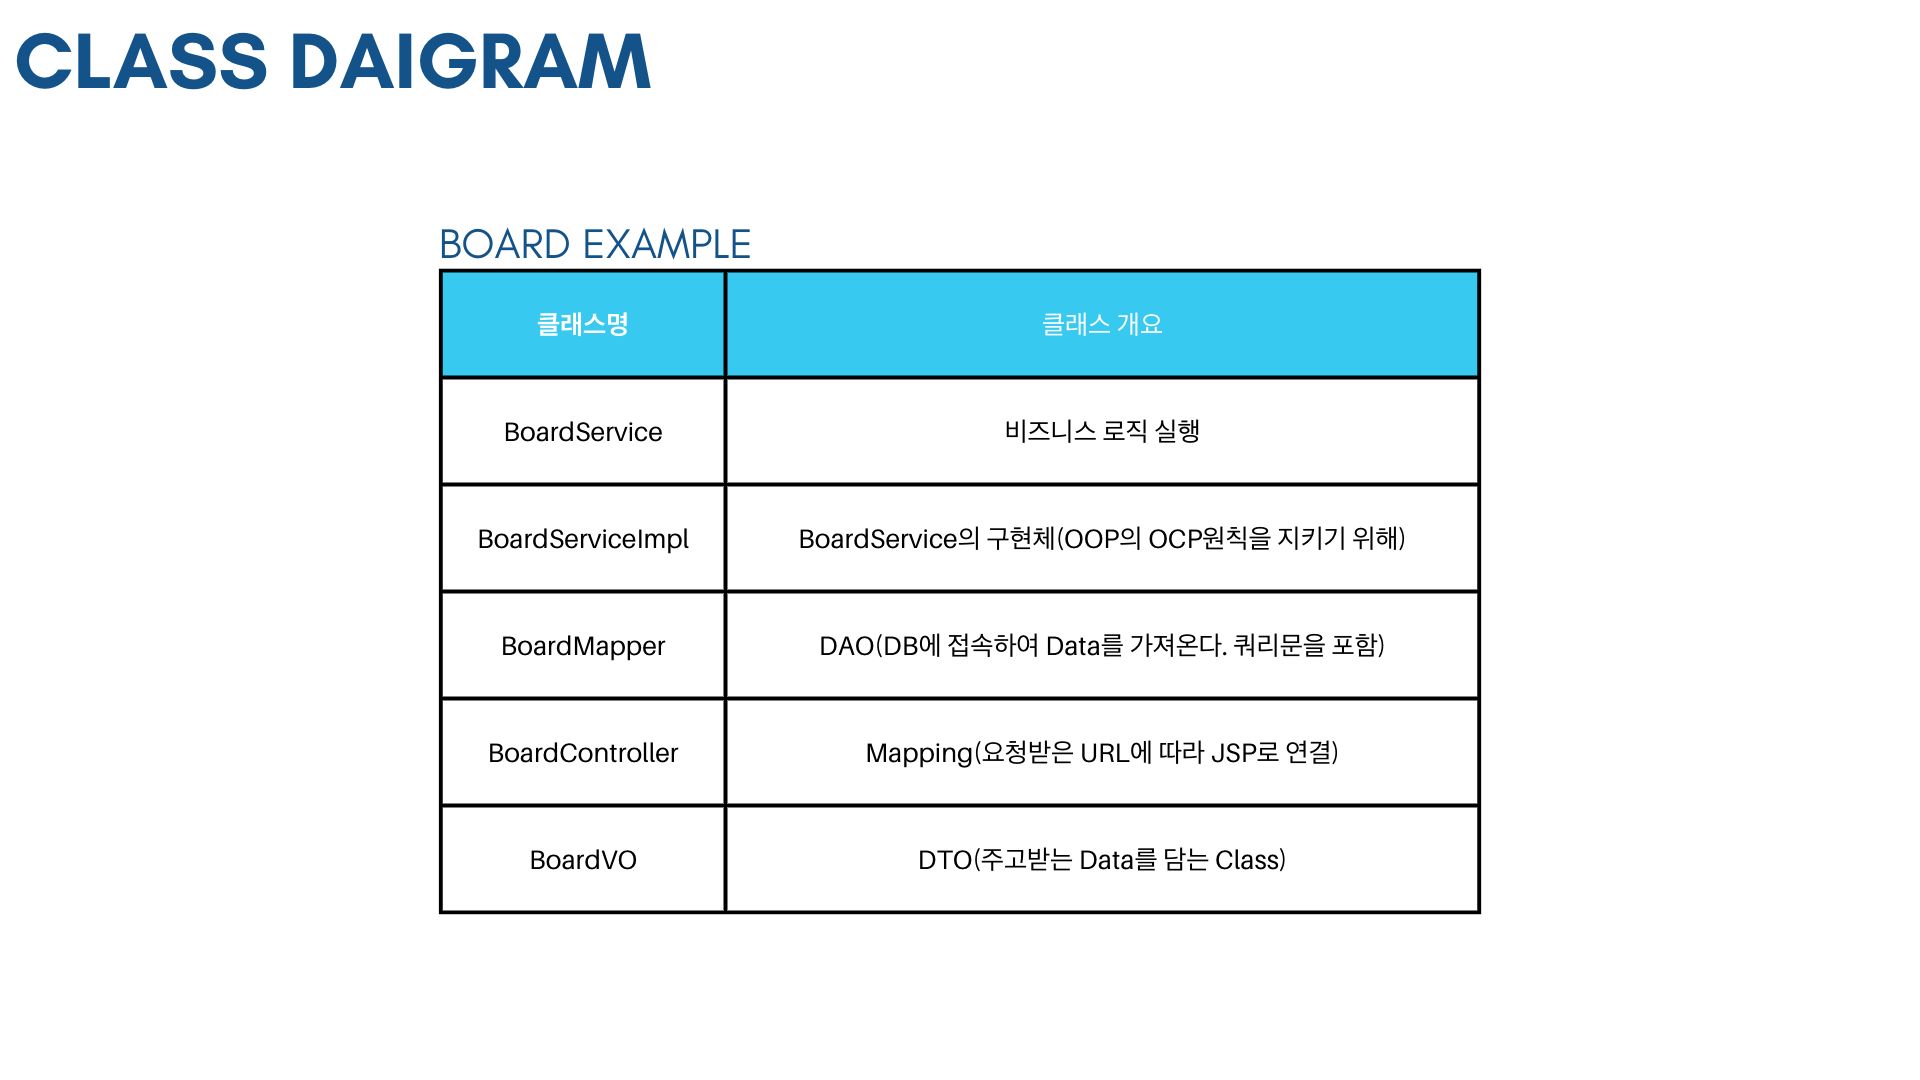 CLASS DAIGRAM
BOARD EXAMPLE
클래스명 클래스 개요
BoardService 비즈니스 로직 실행
BoardServiceImpl BoardService의 구현체(OOP의 OCP원칙을 지키기 위해)
BoardMapper DAO(DB에 접속하여 Data를 가져온다. 쿼리문을 포함)
BoardController Mapping(요청받은 URL에 따라 JSP로 연결)
BoardVO DTO(주고받는 Data를 담는 Class)